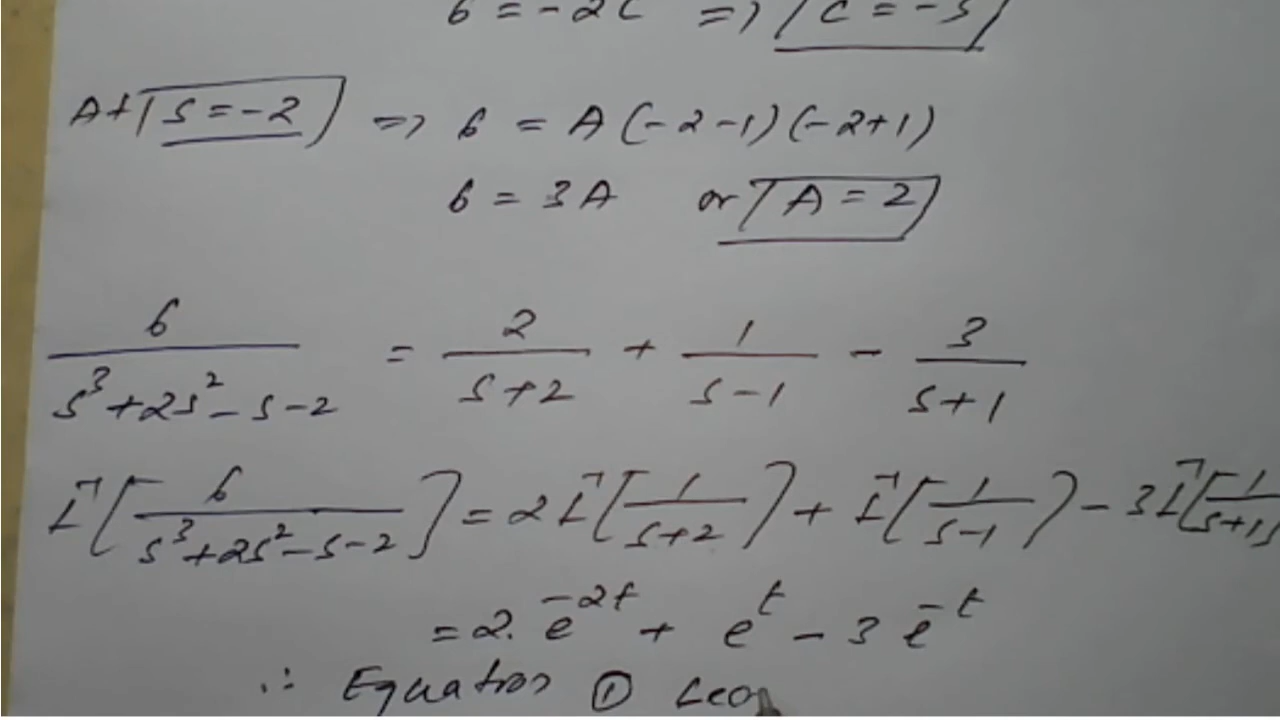 6 = -2C => C = -3
At s = -2 => 6 = A(-2-1)(-2+1)
6 = 3A or A = 2
6/(s³+2s²-s-2) = 2/(s+2) + 1/(s-1) - 3/(s+1)
L⁻¹[6/(s³+2s²-s-2)] = 2L⁻¹[1/(s+2)] + L⁻¹[1/(s-1)] - 3L⁻¹[1/(s+1)]
= 2. e⁻²ᵗ + eᵗ - 3 e⁻ᵗ
∴ Equation ①